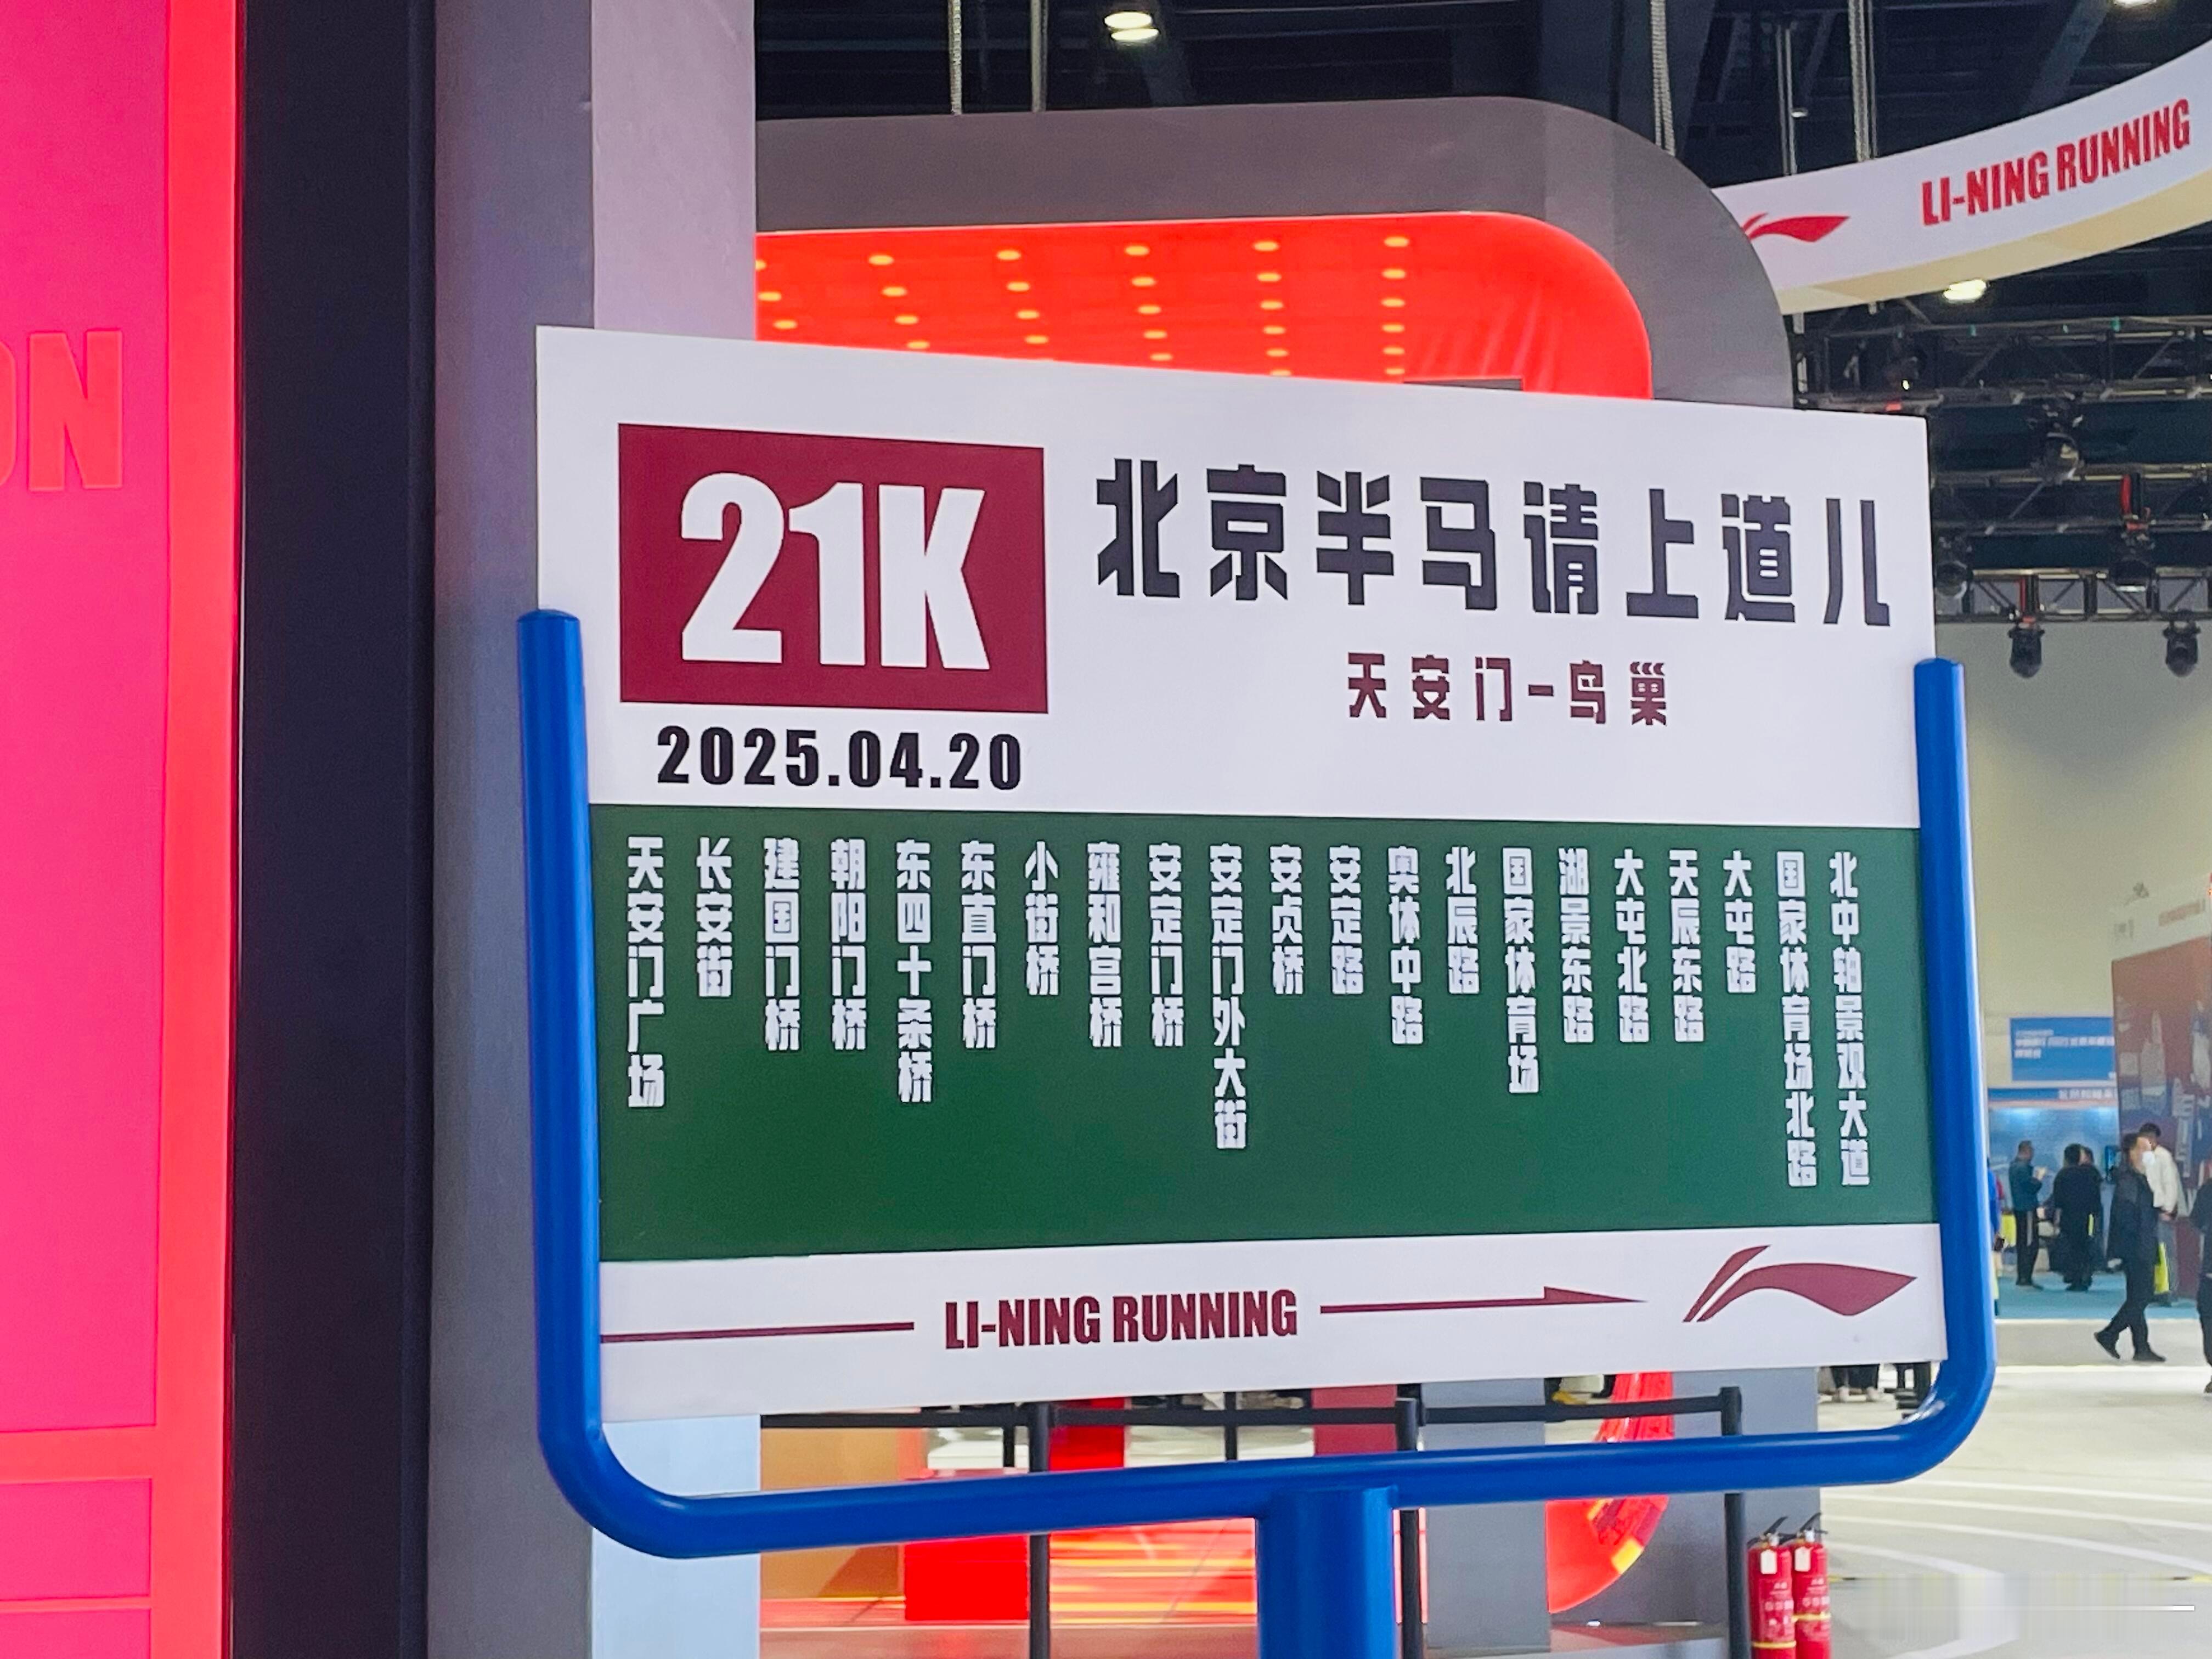 ON
LI-NING RUNNING
21K
北京半马请上道儿
天安门-鸟巢
2025.04.20
天安门广场
长安街
建国门桥
朝阳门桥
东四十条桥
东直门桥
小街桥
雍和宫桥
安定门桥
安定门外大街
安贞桥
安定路
奥体中路
北辰路
国家体育场
湖景东路
大屯北路
天辰东路
大屯路
国家体育场北路
北中轴景观大道
LI-NING RUNNING